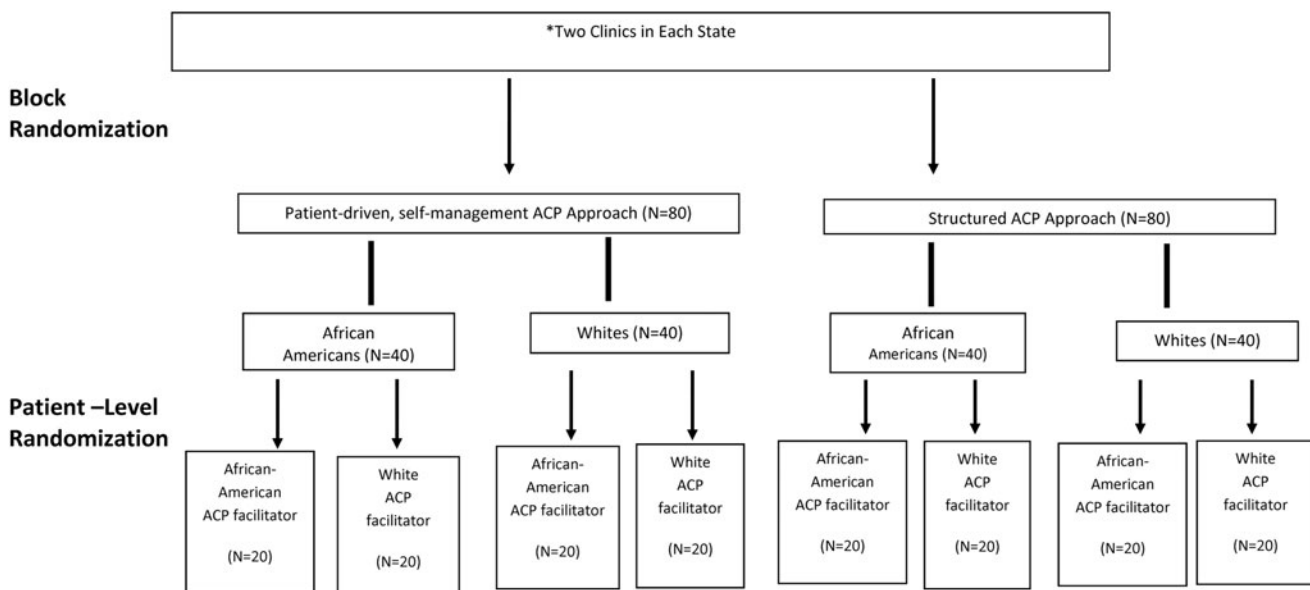 *Two Clinics in Each State
Block
Randomization
Patient-driven, self-management ACP Approach (N=80)
Structured ACP Approach (N=80)
African
Americans (N=40)
Whites (N=40)
African
Americans (N=40)
Whites (N=40)
Patient –Level
Randomization
African-
American
ACP facilitator
(N=20)
White
ACP
facilitator
(N=20)
African-
American
ACP facilitator
(N=20)
White
ACP
facilitator
(N=20)
African-
American
ACP facilitator
(N=20)
White
ACP
facilitator
(N=20)
African-
American
ACP facilitator
(N=20)
White
ACP
facilitator
(N=20)